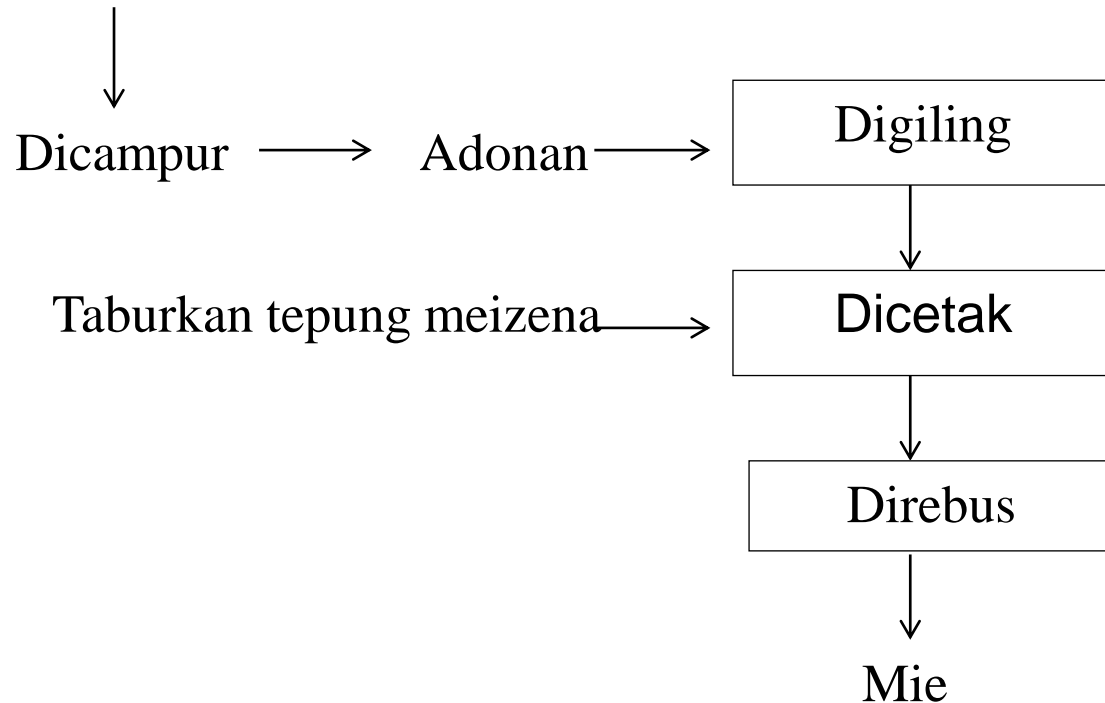 Dicampur
Adonan
Digiling
Taburkan tepung meizena
Dicetak
Direbus
Mie